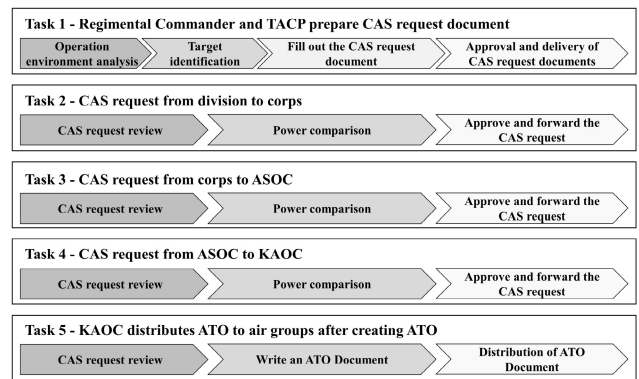 Task 1 - Regimental Commander and TACP prepare CAS request document
Operation environment analysis
Target identification
Fill out the CAS request document
Approval and delivery of CAS request documents
Task 2 - CAS request from division to corps
CAS request review
Power comparison
Approve and forward the CAS request
Task 3 - CAS request from corps to ASOC
CAS request review
Power comparison
Approve and forward the CAS request
Task 4 - CAS request from ASOC to KAOC
CAS request review
Power comparison
Approve and forward the CAS request
Task 5 - KAOC distributes ATO to air groups after creating ATO
CAS request review
Write an ATO Document
Distribution of ATO Document